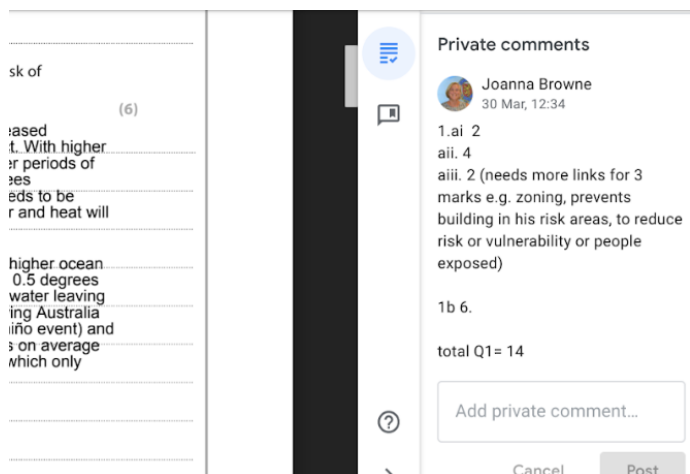 sk of
(6)
eased
t. With higher
er periods of
ees
eds to be
r and heat will
higher ocean
0.5 degrees
water leaving
ring Australia
iño event) and
s on average
which only
Private comments
Joanna Browne
30 Mar, 12:34
1.ai 2
aii. 4
aiii. 2 (needs more links for 3
marks e.g. zoning, prevents
building in his risk areas, to reduce
risk or vulnerability or people
exposed)
1b 6.
total Q1= 14
Add private comment...
Cancel Post